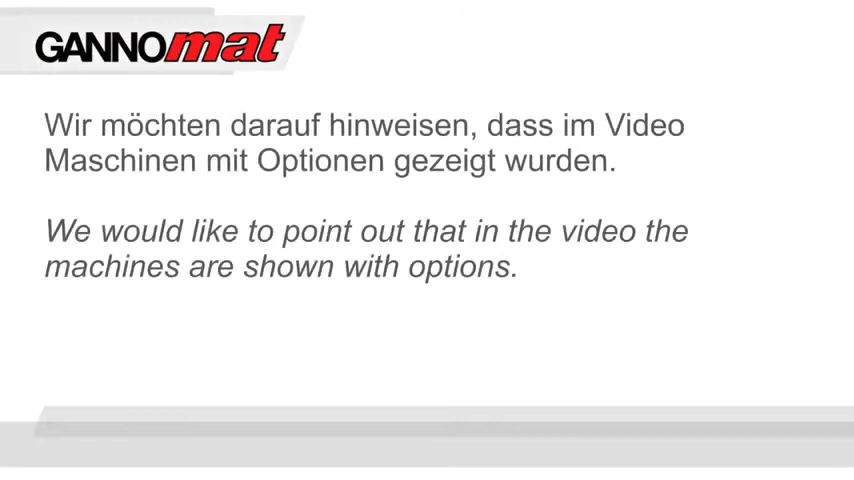 GANNOmat
Wir möchten darauf hinweisen, dass im Video
Maschinen mit Optionen gezeigt wurden.
We would like to point out that in the video the
machines are shown with options.